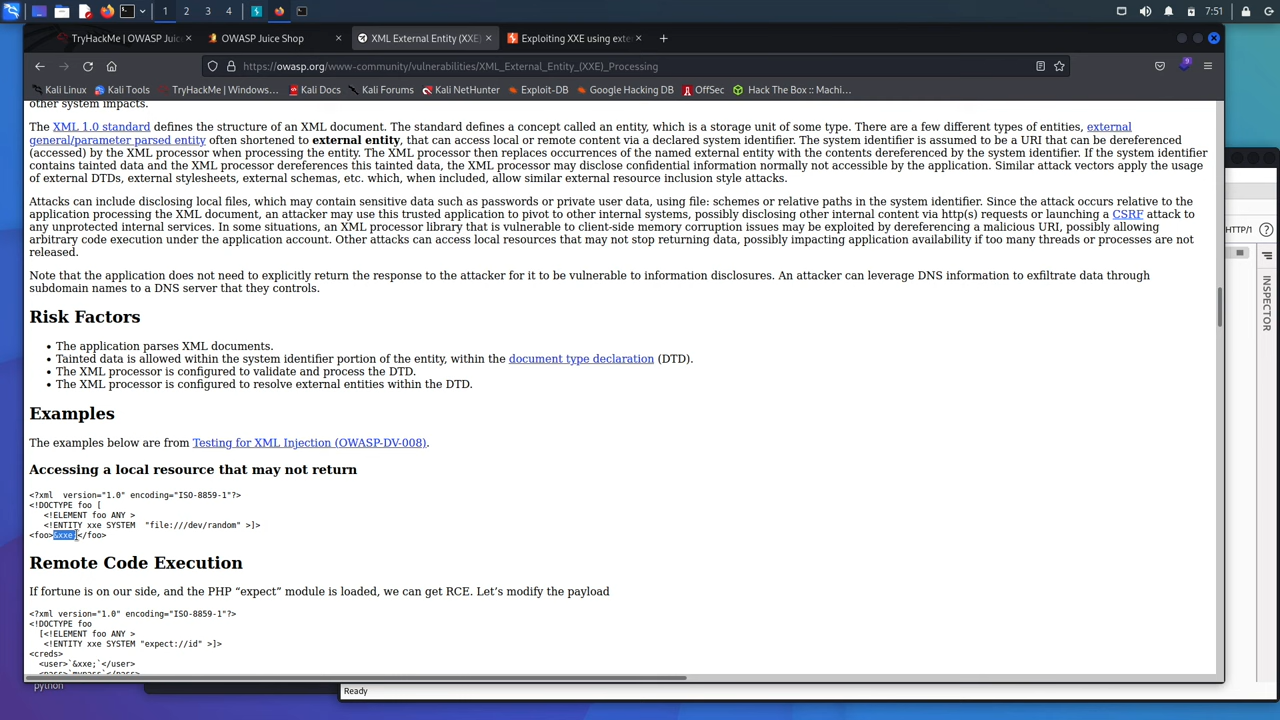 1
2
3
4
7:51
TryHackMe | OWASP Juic
OWASP Juice Shop
XML External Entity (XXE)
Exploiting XXE using exte
https://owasp.org/www-community/vulnerabilities/XML_External_Entity_(XXE)_Processing
9
Kali Linux
Kali Tools
TryHackMe | Windows...
Kali Docs
Kali Forums
Kali NetHunter
Exploit-DB
Google Hacking DB
OffSec
Hack The Box :: Machi...
other system impacts.
The XML 1.0 standard defines the structure of an XML document. The standard defines a concept called an entity, which is a storage unit of some type. There are a few different types of entities, external
general/parameter parsed entity often shortened to external entity, that can access local or remote content via a declared system identifier. The system identifier is assumed to be a URI that can be dereferenced
(accessed) by the XML processor when processing the entity. The XML processor then replaces occurrences of the named external entity with the contents dereferenced by the system identifier. If the system identifier
contains tainted data and the XML processor dereferences this tainted data, the XML processor may disclose confidential information normally not accessible by the application. Similar attack vectors apply the usage
of external DTDs, external stylesheets, external schemas, etc. which, when included, allow similar external resource inclusion style attacks.
Attacks can include disclosing local files, which may contain sensitive data such as passwords or private user data, using file: schemes or relative paths in the system identifier. Since the attack occurs relative to the
application processing the XML document, an attacker may use this trusted application to pivot to other internal systems, possibly disclosing other internal content via http(s) requests or launching a CSRF attack to
any unprotected internal services. In some situations, an XML processor library that is vulnerable to client-side memory corruption issues may be exploited by dereferencing a malicious URI, possibly allowing
arbitrary code execution under the application account. Other attacks can access local resources that may not stop returning data, possibly impacting application availability if too many threads or processes are not
released.
Note that the application does not need to explicitly return the response to the attacker for it to be vulnerable to information disclosures. An attacker can leverage DNS information to exfiltrate data through
subdomain names to a DNS server that they controls.
Risk Factors
• The application parses XML documents.
• Tainted data is allowed within the system identifier portion of the entity, within the document type declaration (DTD).
• The XML processor is configured to validate and process the DTD.
• The XML processor is configured to resolve external entities within the DTD.
Examples
The examples below are from Testing for XML Injection (OWASP-DV-008).
Accessing a local resource that may not return
<?xml  version="1.0" encoding="ISO-8859-1"?>
<!DOCTYPE foo [
<!ELEMENT foo ANY >
<!ENTITY xxe SYSTEM  "file:///dev/random" >]>
<foo>&xxe;</foo>
Remote Code Execution
If fortune is on our side, and the PHP “expect” module is loaded, we can get RCE. Let’s modify the payload
<?xml version="1.0" encoding="ISO-8859-1"?>
<!DOCTYPE foo
[<!ELEMENT foo ANY >
<!ENTITY xxe SYSTEM "expect://id" >]>
<creds>
<user>`&xxe;`</user>
<pass>`mypass`</pass>
HTTP/1
INSPECTOR
python
Ready